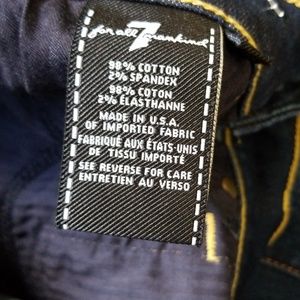 7
for all mankind
98% COTTON
2% SPANDEX
98% COTON
2% ÉLASTHANNE
MADE IN U.S.A.
OF IMPORTED FABRIC
FABRIQUÉ AUX ÉTATS-UNIS
DE TISSU IMPORTÉ
SEE REVERSE FOR CARE
ENTRETIEN AU VERSO